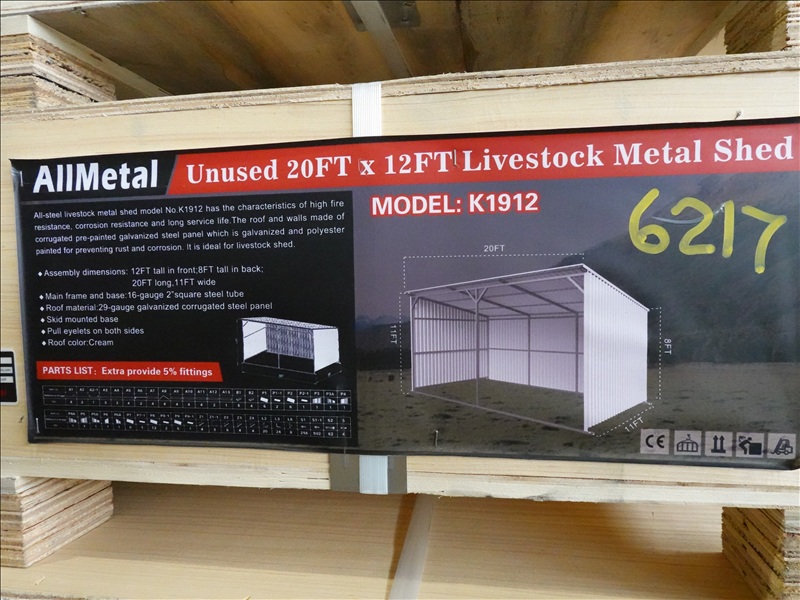 AllMetal
Unused 20FT x 12FT Livestock Metal Shed
MODEL: K1912
6217
All-steel livestock metal shed model No.K1912 has the characteristics of high fire
resistance, corrosion resistance and long service life.The roof and walls made of
corrugated pre-painted galvanized steel panel which is galvanized and polyester
painted for preventing rust and corrosion. It is ideal for livestock shed.
◆ Assembly dimensions: 12FT tall in front;8FT tall in back;
20FT long,11FT wide
◆ Main frame and base:16-gauge 2"square steel tube
◆ Roof material:29-gauge galvanized corrugated steel panel
◆ Skid mounted base
◆ Pull eyelets on both sides
◆ Roof color:Cream
PARTS LIST: Extra provide 5% fittings
20FT
11FT
8FT
11FT
CE